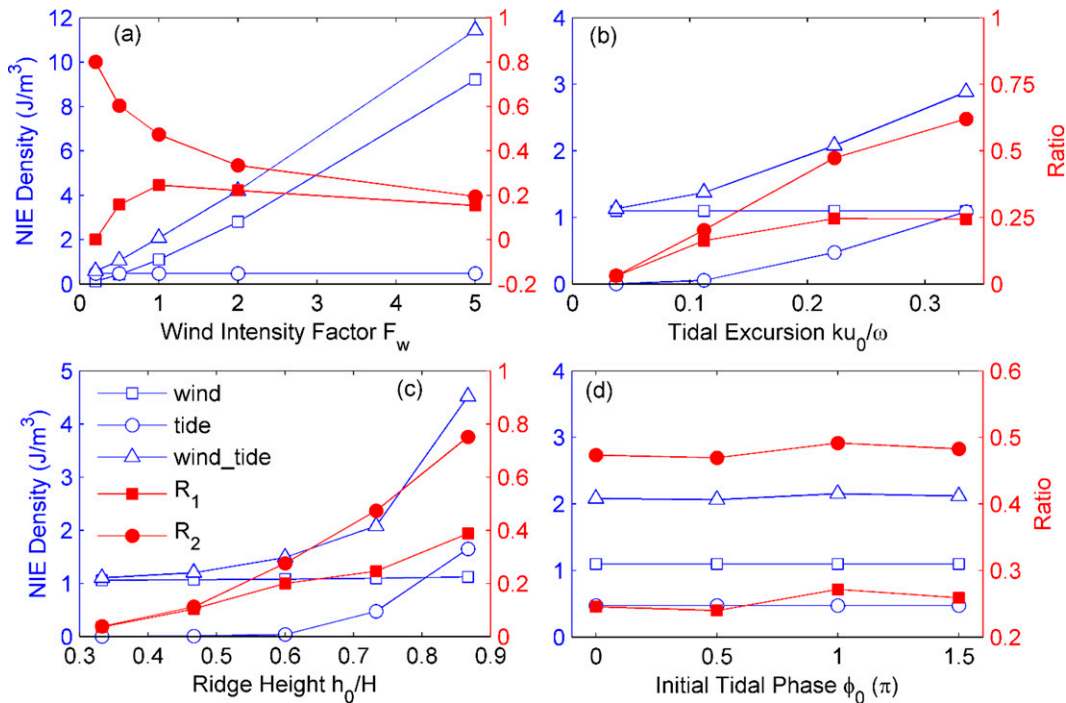 (a)
NIE Density (J/m³)
12
10
8
6
4
2
0
1
0.8
0.6
0.4
0.2
0
-0.2
0 1 2 3 4 5
Wind Intensity Factor F_w
(b)
4
3
2
1
0
1
0.75
0.5
0.25
0
Ratio
0 0.1 0.2 0.3
Tidal Excursion ku₀/ω
(c)
NIE Density (J/m³)
5
4
3
2
1
0
wind
tide
wind_tide
R₁
R₂
1
0.8
0.6
0.4
0.2
0
0.3 0.4 0.5 0.6 0.7 0.8 0.9
Ridge Height h₀/H
(d)
4
3
2
1
0
0.6
0.5
0.4
0.3
0.2
Ratio
0 0.5 1 1.5
Initial Tidal Phase ϕ₀ (π)